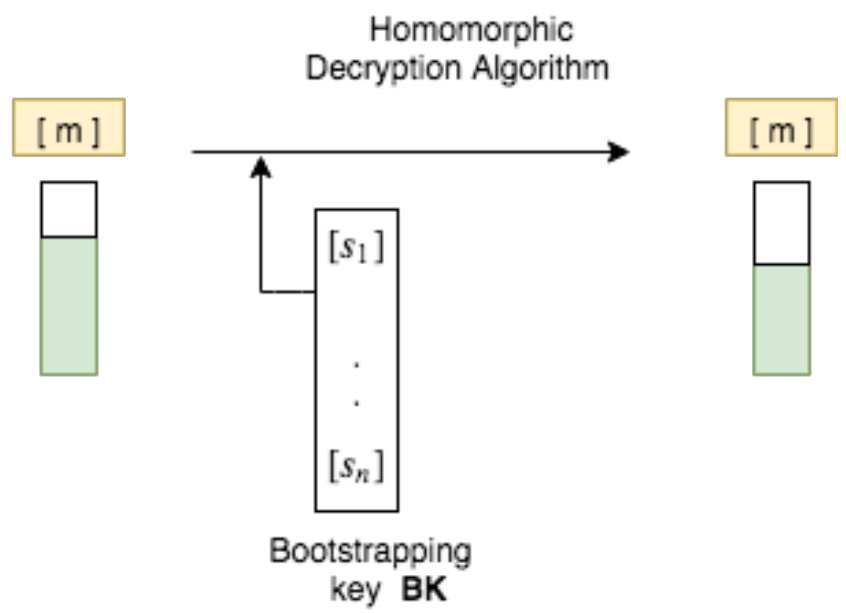 Homomorphic
Decryption Algorithm
[ m ]
[ m ]
[s₁]
.
.
[sₙ]
Bootstrapping
key BK